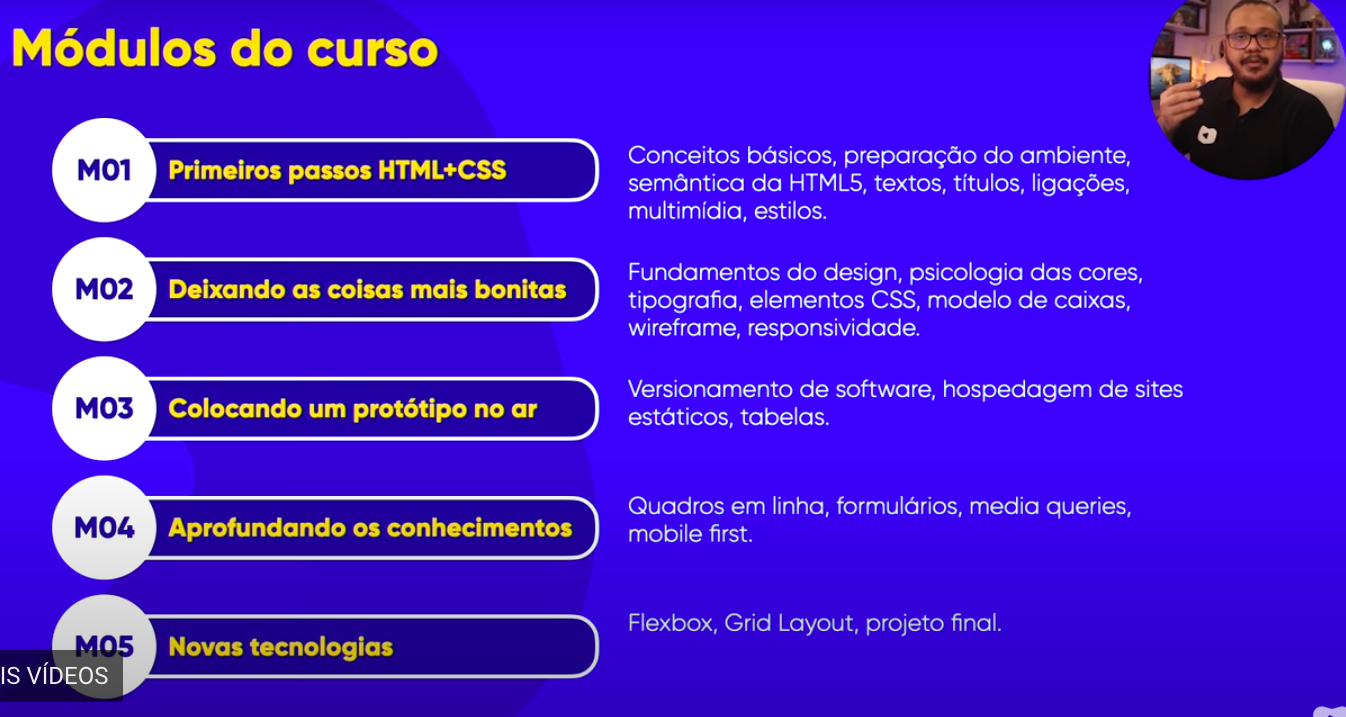 Módulos do curso
M01
Primeiros passos HTML+CSS
Conceitos básicos, preparação do ambiente,
semântica da HTML5, textos, títulos, ligações,
multimídia, estilos.
M02
Deixando as coisas mais bonitas
Fundamentos do design, psicologia das cores,
tipografia, elementos CSS, modelo de caixas,
wireframe, responsividade.
M03
Colocando um protótipo no ar
Versionamento de software, hospedagem de sites
estáticos, tabelas.
M04
Aprofundando os conhecimentos
Quadros em linha, formulários, media queries,
mobile first.
M05
Novas tecnologias
Flexbox, Grid Layout, projeto final.
IS VÍDEOS